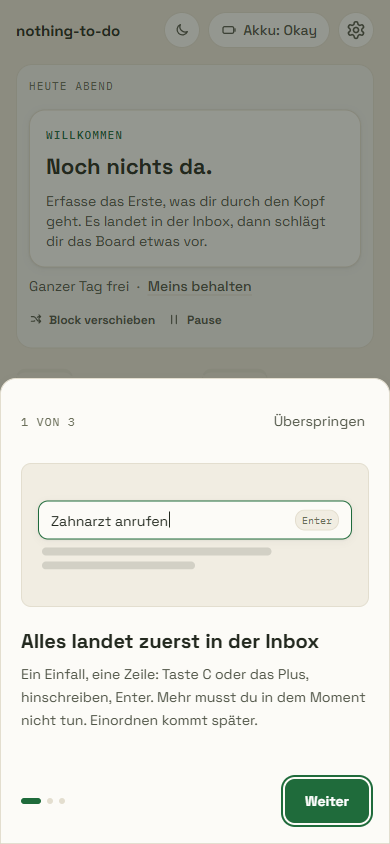 nothing-to-do
Akku: Okay
HEUTE ABEND
WILLKOMMEN
Noch nichts da.
Erfasse das Erste, was dir durch den Kopf
geht. Es landet in der Inbox, dann schlägt
dir das Board etwas vor.
Ganzer Tag frei · Meins behalten
Block verschieben
Pause
1 VON 3
Überspringen
Zahnarzt anrufen
Enter
Alles landet zuerst in der Inbox
Ein Einfall, eine Zeile: Taste C oder das Plus,
hinschreiben, Enter. Mehr musst du in dem Moment
nicht tun. Einordnen kommt später.
Weiter